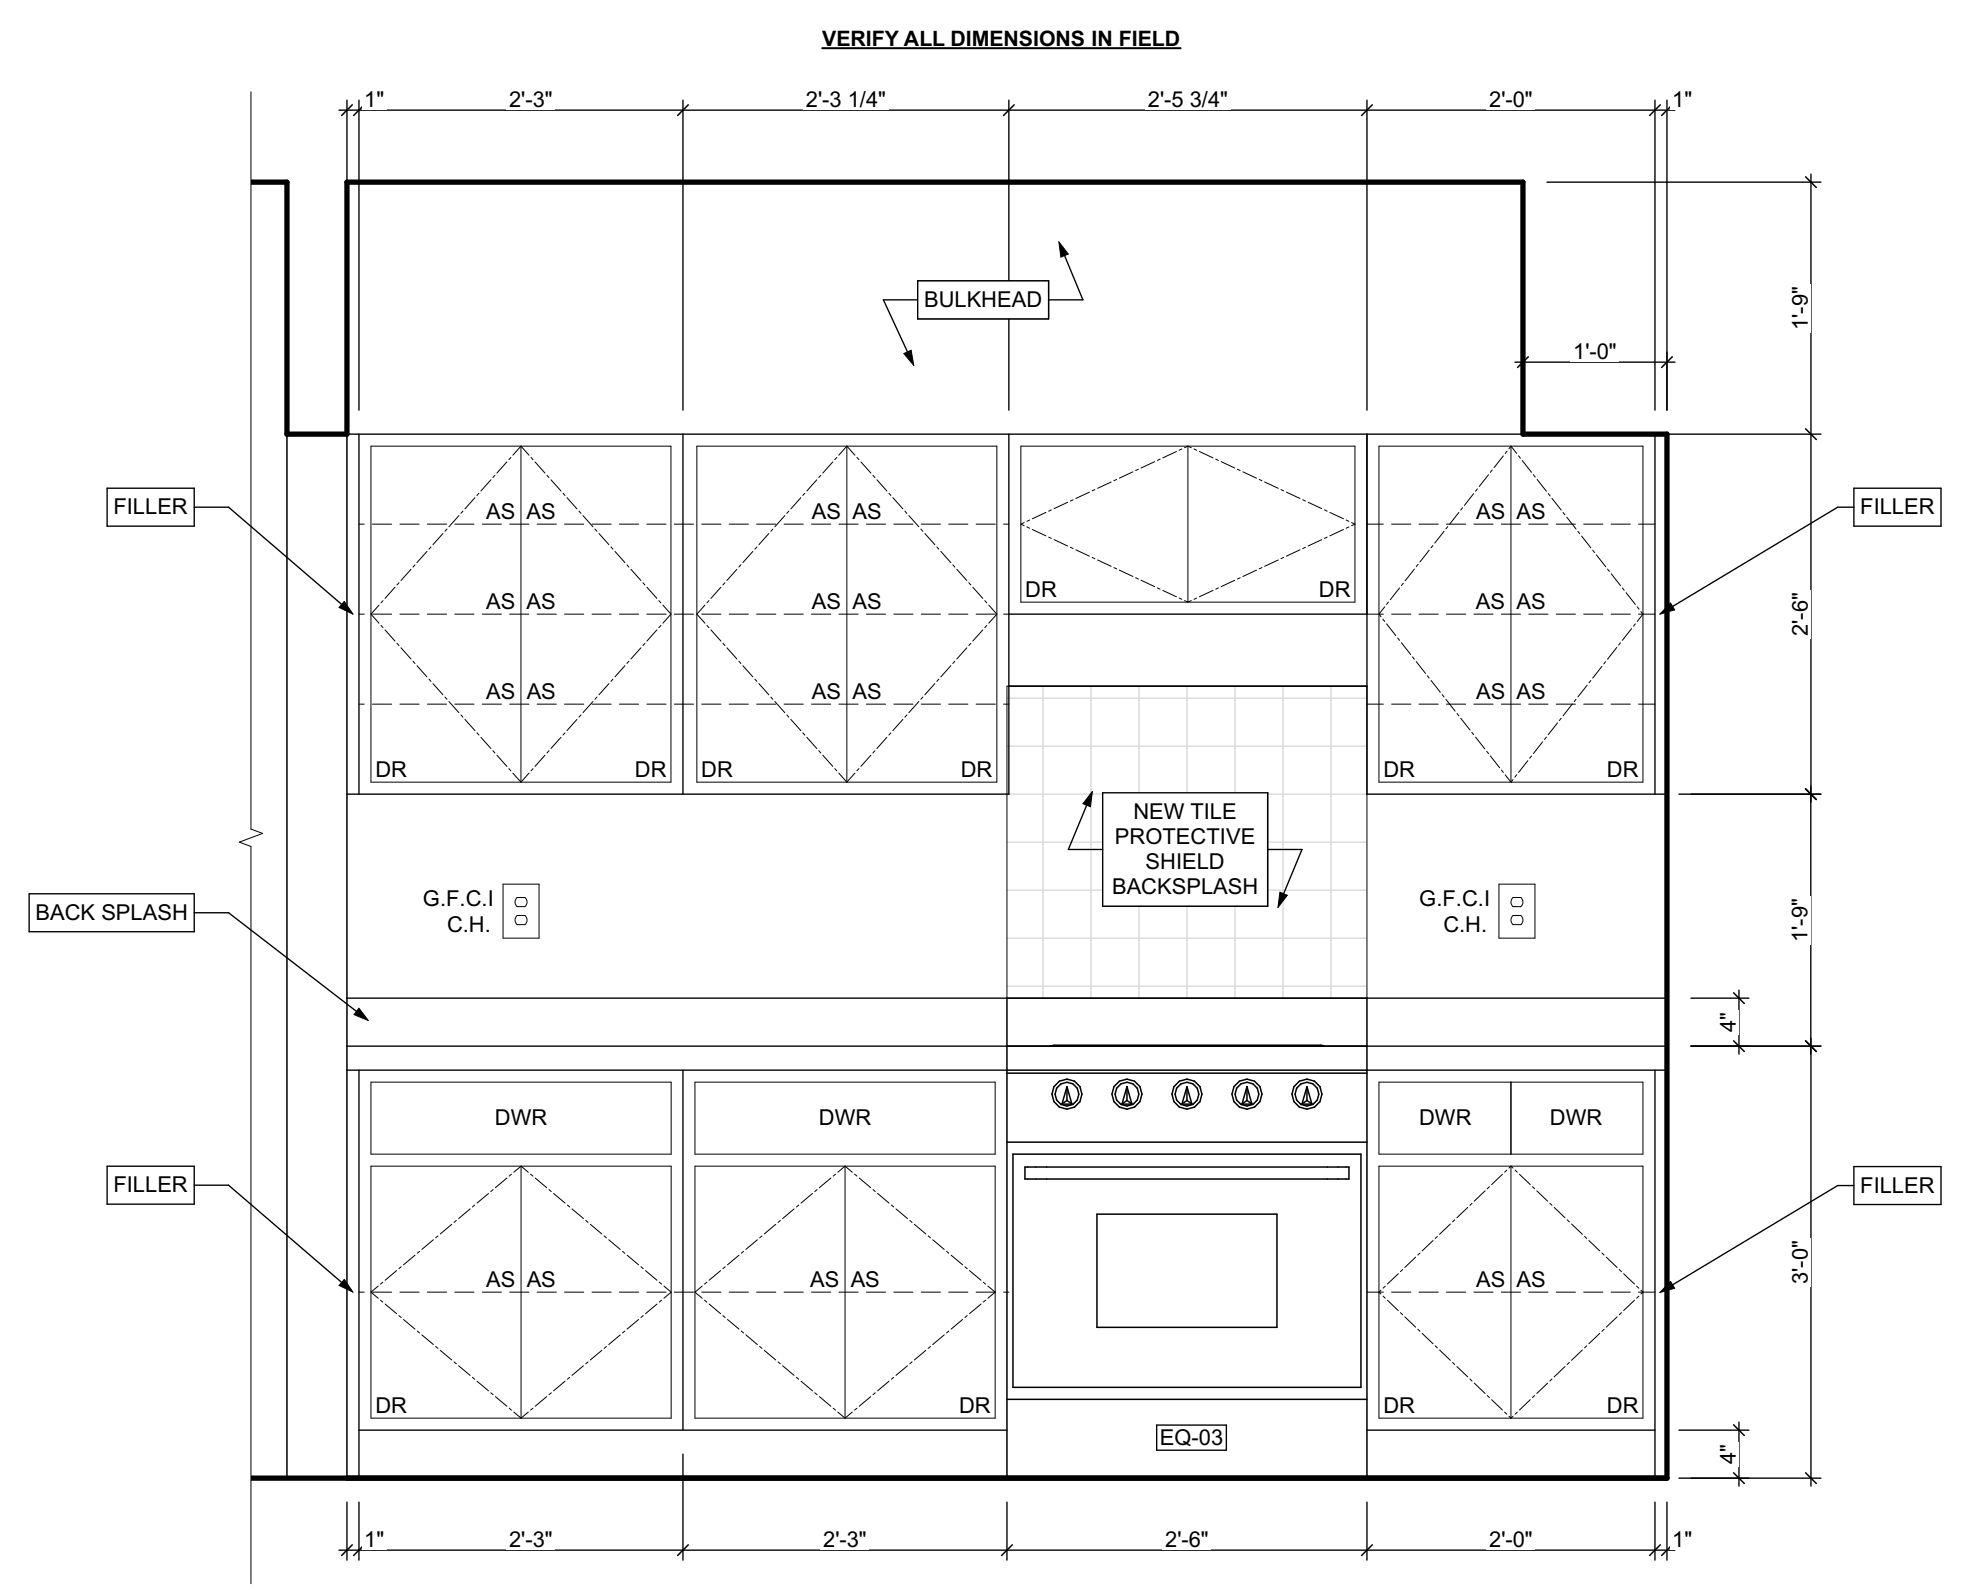 VERIFY ALL DIMENSIONS IN FIELD
1" 2'-3" 2'-3 1/4" 2'-5 3/4" 2'-0" 1"
BULKHEAD
1'-9"
1'-0"
FILLER
AS AS AS AS AS AS
FILLER
DR DR
AS AS AS AS AS AS
2'-6"
AS AS AS AS AS AS
DR DR DR DR DR DR
NEW TILE
PROTECTIVE
SHIELD
BACKSPLASH
G.F.C.I
C.H.
G.F.C.I
C.H.
BACK SPLASH
1'-9"
4"
DWR DWR DWR DWR
FILLER
FILLER
3'-0"
AS AS AS AS AS AS
DR DR DR DR
EQ-03
4"
1" 2'-3" 2'-3" 2'-6" 2'-0" 1"